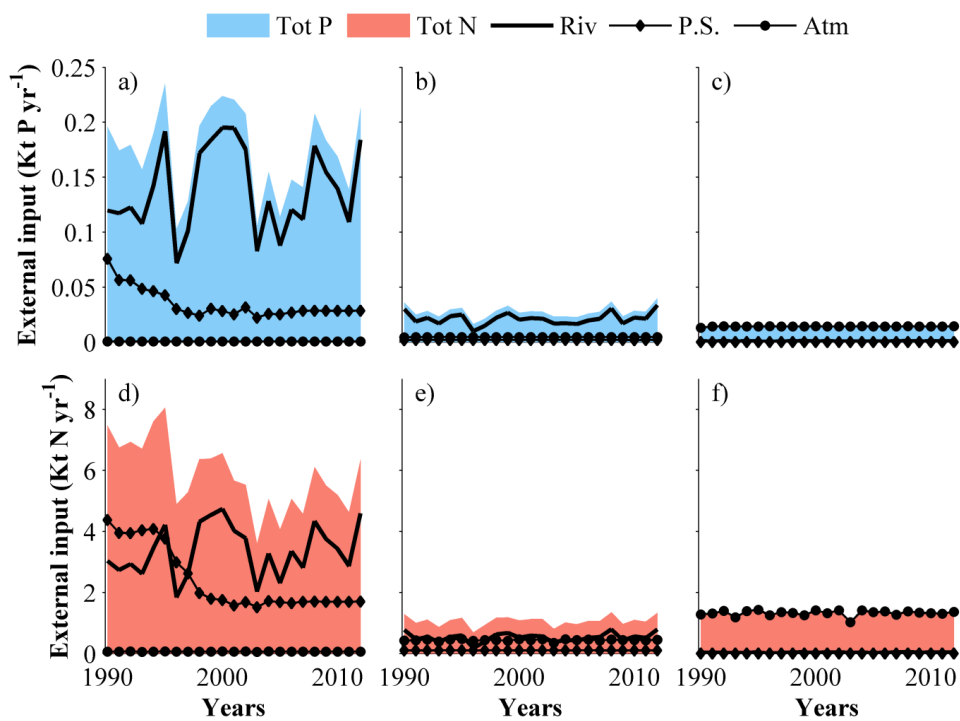 Tot P Tot N Riv P.S. Atm
a) b) c)
External input (Kt P yr-1)
0.25
0.2
0.15
0.1
0.05
0
d) e) f)
External input (Kt N yr-1)
8
6
4
2
0
1990 2000 2010 1990 2000 2010 1990 2000 2010
Years Years Years